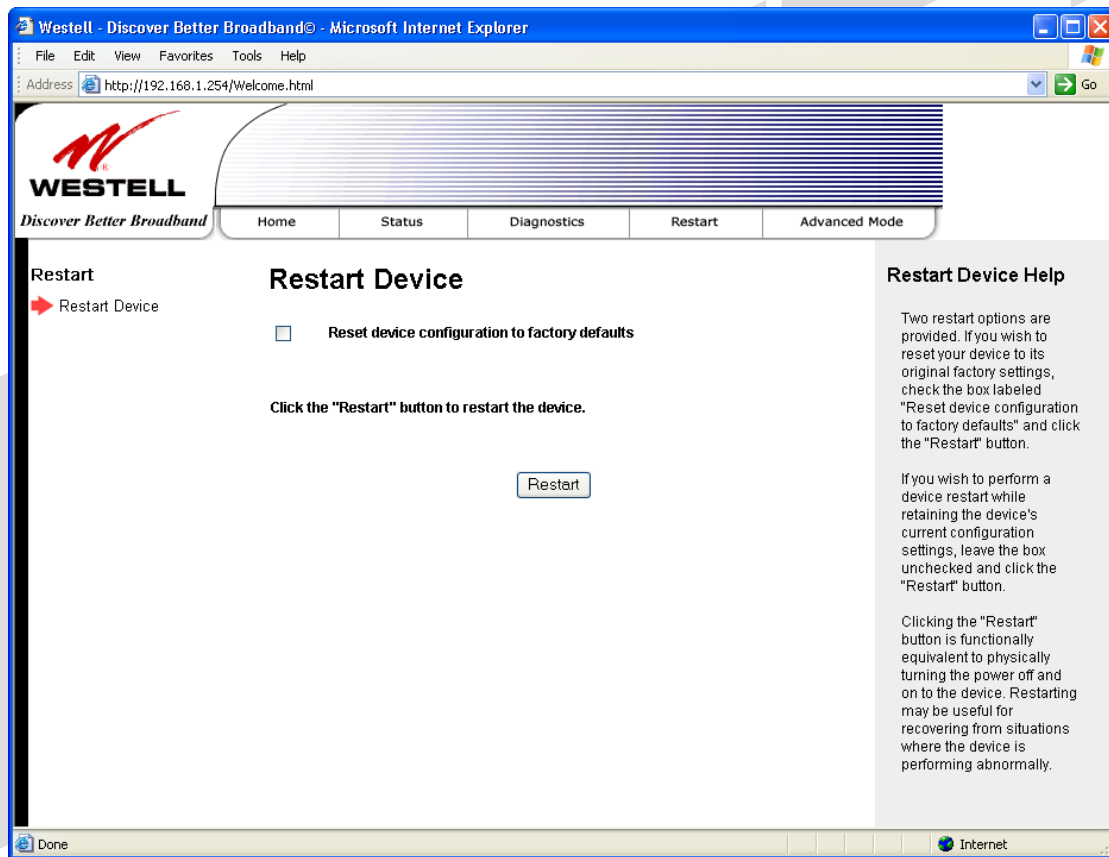 Westell - Discover Better Broadband© - Microsoft Internet Explorer
File Edit View Favorites Tools Help
Address http://192.168.1.254/Welcome.html Go
WESTELL
Discover Better Broadband
Home Status Diagnostics Restart Advanced Mode
Restart
Restart Device
Restart Device
Reset device configuration to factory defaults
Click the "Restart" button to restart the device.
Restart
Restart Device Help
Two restart options are
provided. If you wish to
reset your device to its
original factory settings,
check the box labeled
"Reset device configuration
to factory defaults" and click
the "Restart" button.
If you wish to perform a
device restart while
retaining the device's
current configuration
settings, leave the box
unchecked and click the
"Restart" button.
Clicking the "Restart"
button is functionally
equivalent to physically
turning the power off and
on to the device. Restarting
may be useful for
recovering from situations
where the device is
performing abnormally.
Done
Internet